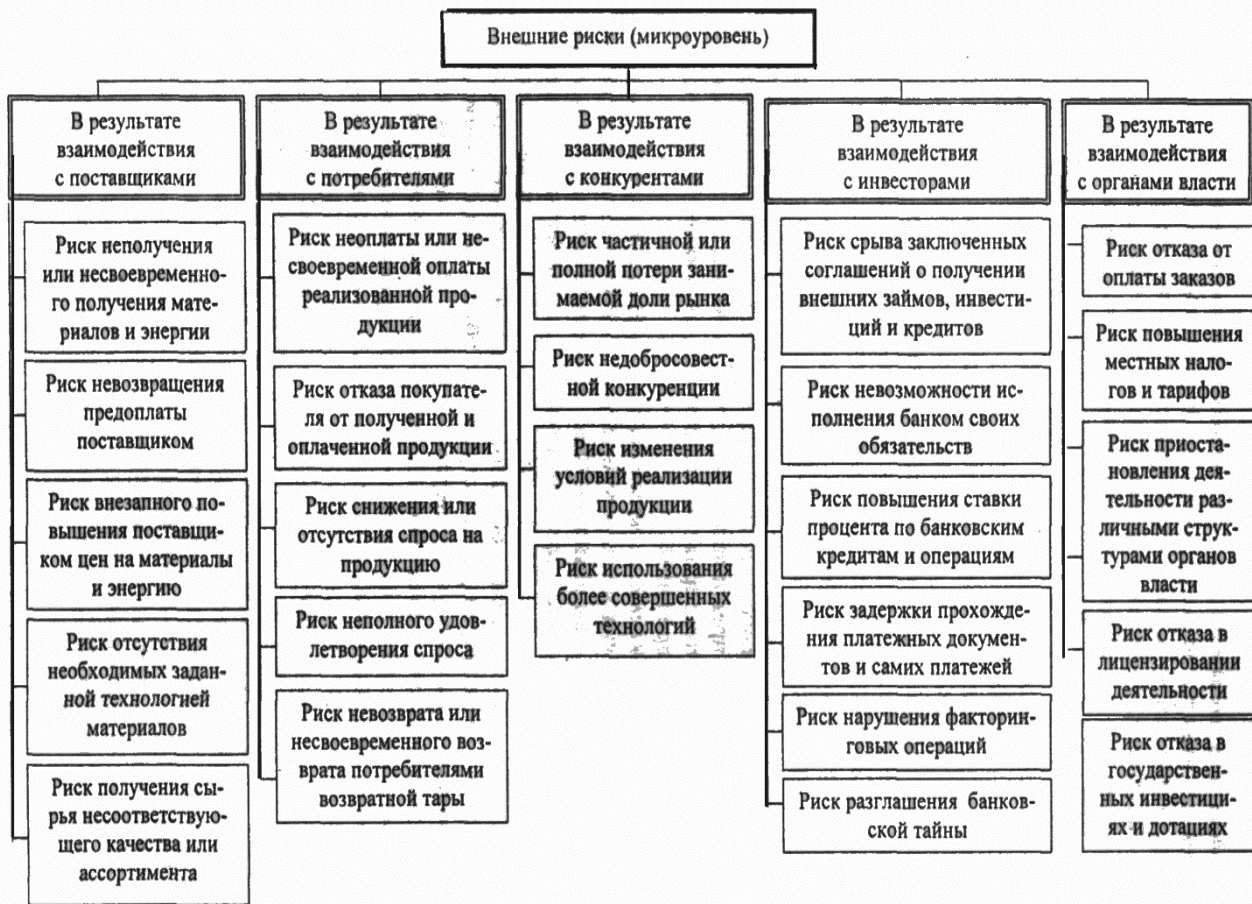 Внешние риски (микроуровень)
В результате
взаимодействия
с поставщиками
Риск неполучения
или несвоевременно-
го получения мате-
риалов и энергии
Риск невозвращения
предоплаты
поставщиком
Риск внезапного по-
вышения поставщи-
ком цен на материалы
и энергию
Риск отсутствия
необходимых задан-
ной технологией
материалов
Риск получения сы-
рья несоответствую-
щего качества или
ассортимента
В результате
взаимодействия
с потребителями
Риск неоплаты или не-
своевременной оплаты
реализованной про-
дукции
Риск отказа покупате-
ля от полученной и
оплаченной продукции
Риск снижения или
отсутствия спроса на
продукцию
Риск неполного удов-
летворения спроса
Риск невозврата или
несвоевременного воз-
врата потребителями
возвратной тары
В результате
взаимодействия
с конкурентами
Риск частичной или
полной потери зани-
маемой доли рынка
Риск недобросовест-
ной конкуренции
Риск изменения
условий реализации
продукции
Риск использования
более совершенных
технологий
В результате
взаимодействия
с инвесторами
Риск срыва заключенных
соглашений о получении
внешних займов, инвести-
ций и кредитов
Риск невозможности ис-
полнения банком своих
обязательств
Риск повышения ставки
процента по банковским
кредитам и операциям
Риск задержки прохожде-
ния платежных докумен-
тов и самих платежей
Риск нарушения факторин-
говых операций
Риск разглашения банков-
ской тайны
В результате
взаимодействия
с органами власти
Риск отказа от
оплаты заказов
Риск повышения
местных нало-
гов и тарифов
Риск приоста-
новления дея-
тельности раз-
личными струк-
турами органов
власти
Риск отказа в
лицензировании
деятельности
Риск отказа в
государствен-
ных инвестици-
ях и дотациях